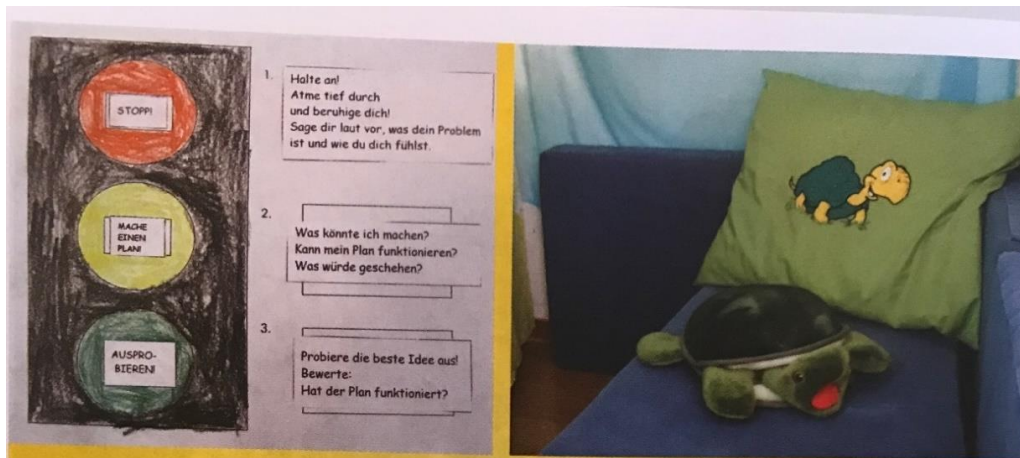 STOPP!
1.
Halte an!
Atme tief durch
und beruhige dich!
Sage dir laut vor, was dein Problem
ist und wie du dich fühlst.
MACHE
EINEN
PLAN!
2.
Was könnte ich machen?
Kann mein Plan funktionieren?
Was würde geschehen?
AUSPRO-
BIEREN!
3.
Probiere die beste Idee aus!
Bewerte:
Hat der Plan funktioniert?